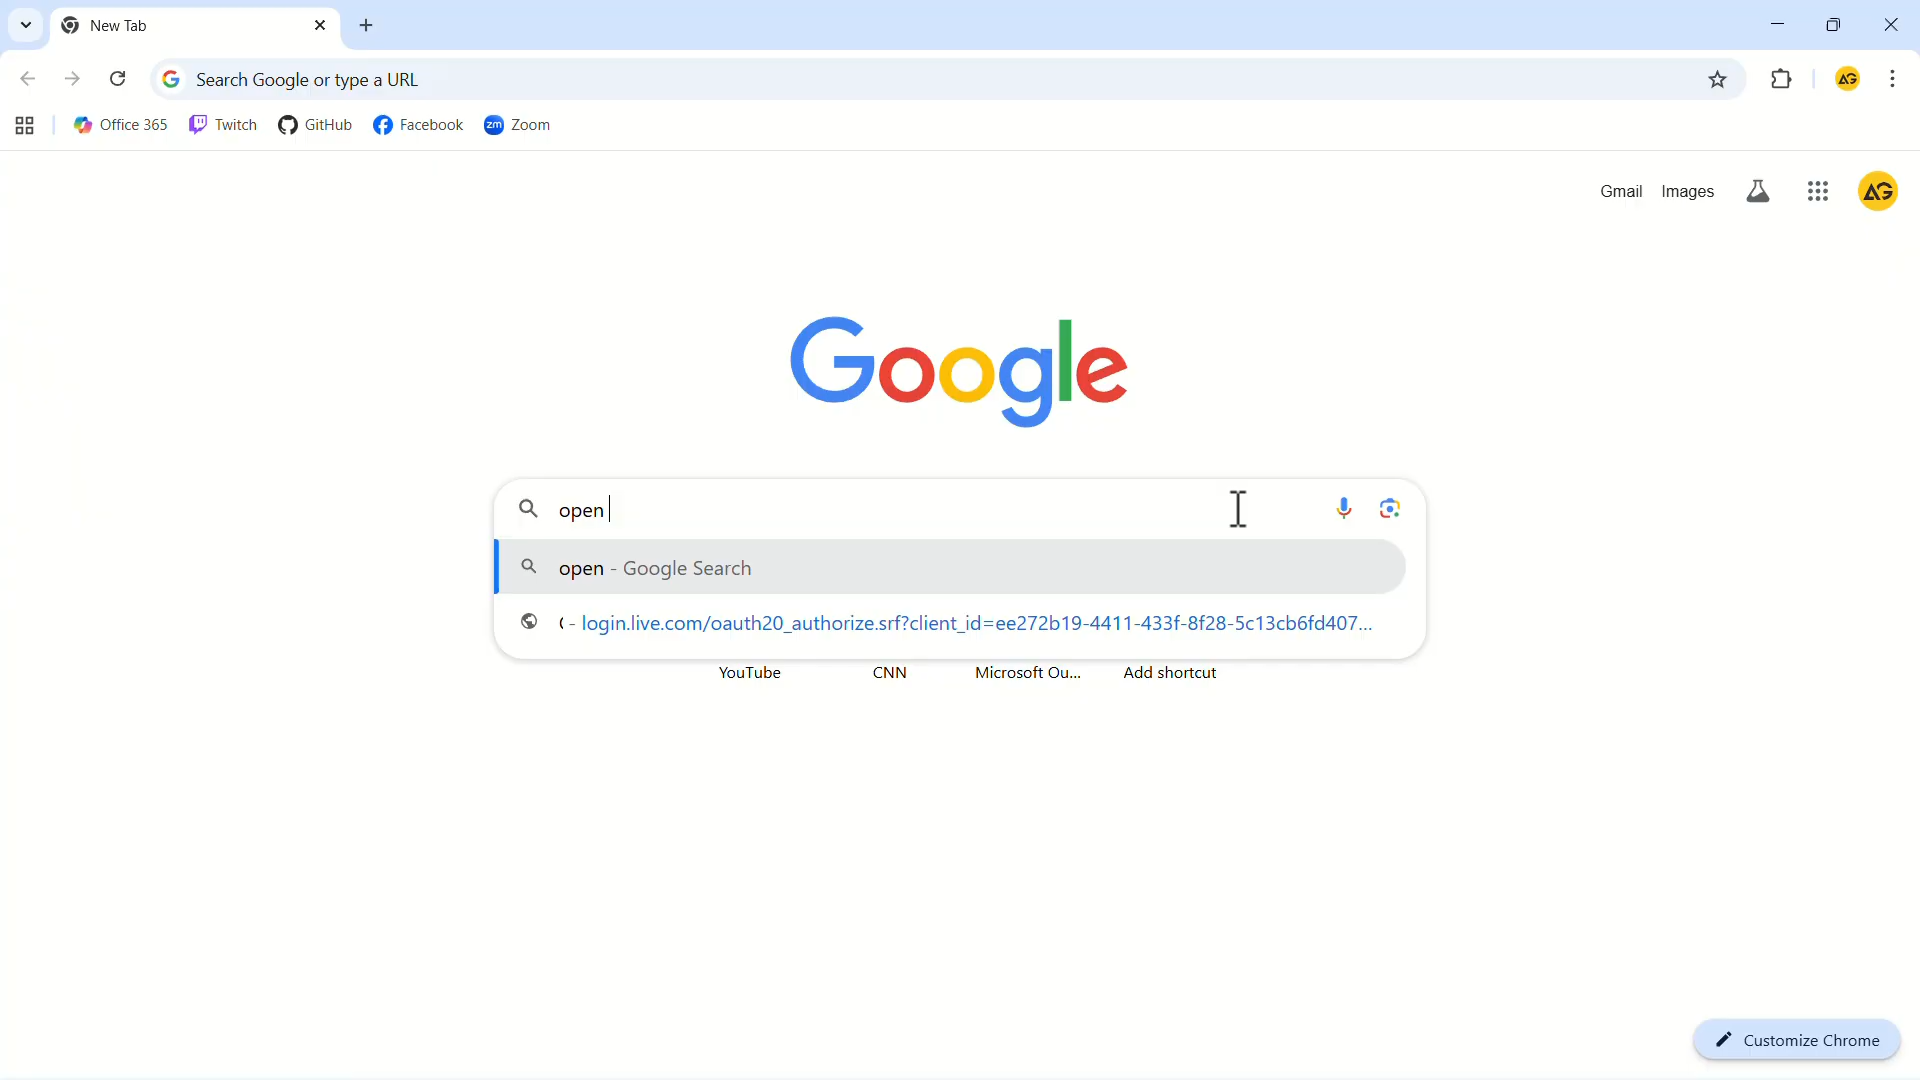 New Tab
Search Google or type a URL
Office 365 Twitch GitHub Facebook zm Zoom
Gmail Images AG
Google
open
open - Google Search
( - login.live.com/oauth20_authorize.srf?client_id=ee272b19-4411-433f-8f28-5c13cb6fd407...
YouTube CNN Microsoft Ou... Add shortcut
Customize Chrome